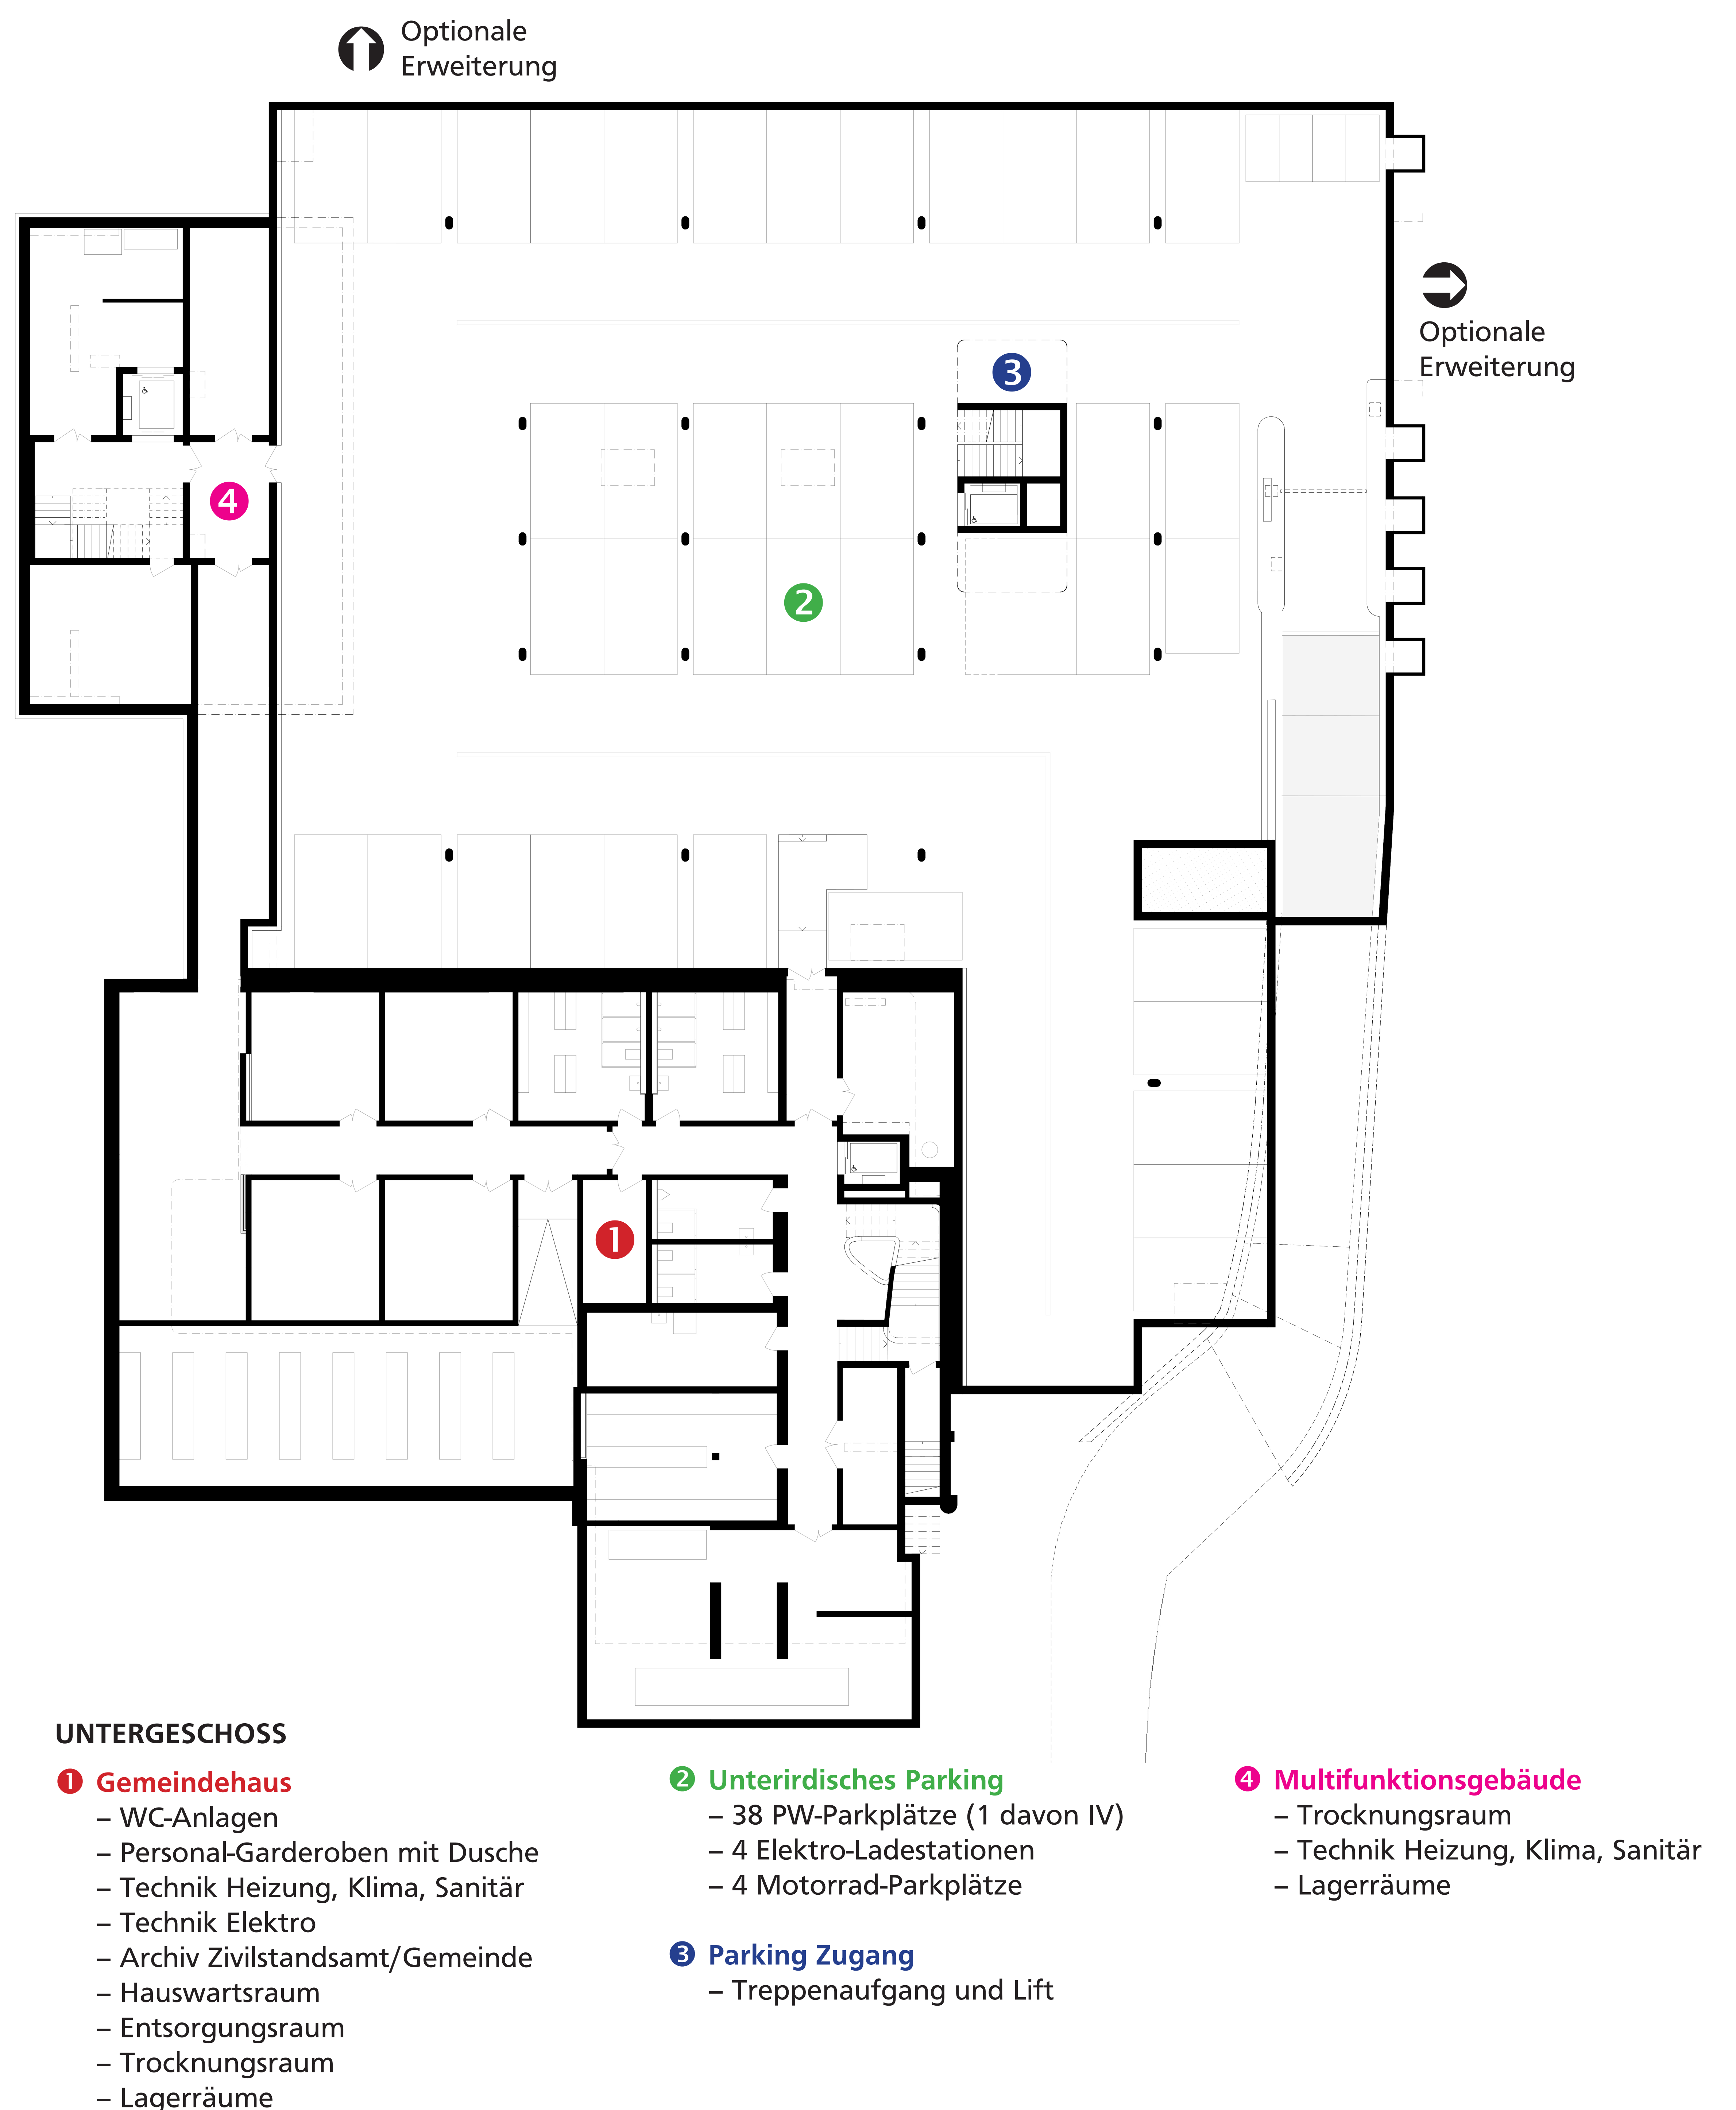 Optionale
Erweiterung
Optionale
Erweiterung
3
4
2
1
UNTERGESCHOSS
1 Gemeindehaus
– WC-Anlagen
– Personal-Garderoben mit Dusche
– Technik Heizung, Klima, Sanitär
– Technik Elektro
– Archiv Zivilstandsamt/Gemeinde
– Hauswartsraum
– Entsorgungsraum
– Trocknungsraum
– Lagerräume
2 Unterirdisches Parking
– 38 PW-Parkplätze (1 davon IV)
– 4 Elektro-Ladestationen
– 4 Motorrad-Parkplätze
3 Parking Zugang
– Treppenaufgang und Lift
4 Multifunktionsgebäude
– Trocknungsraum
– Technik Heizung, Klima, Sanitär
– Lagerräume